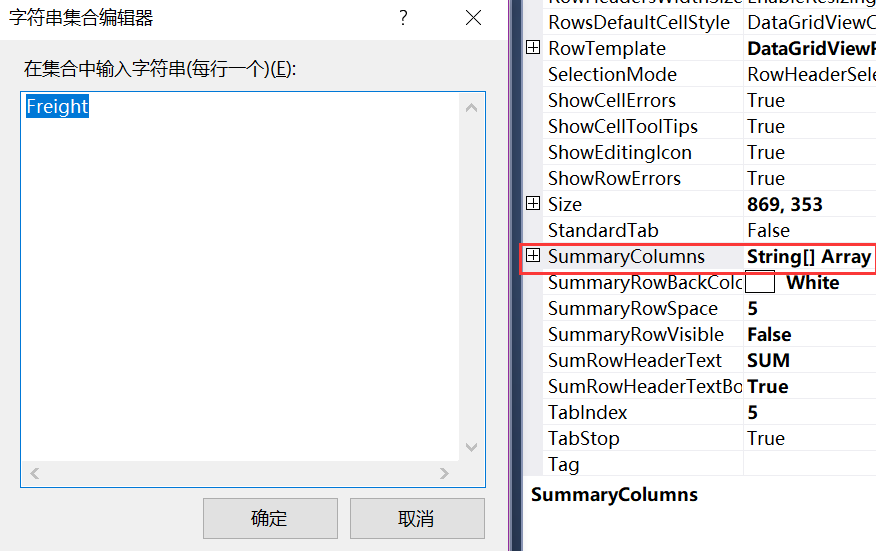 字符串集合编辑器
?
在集合中输入字符串(每行一个)(E):
Freight
确定
取消
RowsDefaultCellStyle DataGridViewC
RowTemplate DataGridViewR
SelectionMode RowHeaderSele
ShowCellErrors True
ShowCellToolTips True
ShowEditingIcon True
ShowRowErrors True
Size 869, 353
StandardTab False
SummaryColumns String[] Array
SummaryRowBackColo White
SummaryRowSpace 5
SummaryRowVisible False
SumRowHeaderText SUM
SumRowHeaderTextBo True
TabIndex 5
TabStop True
Tag
SummaryColumns